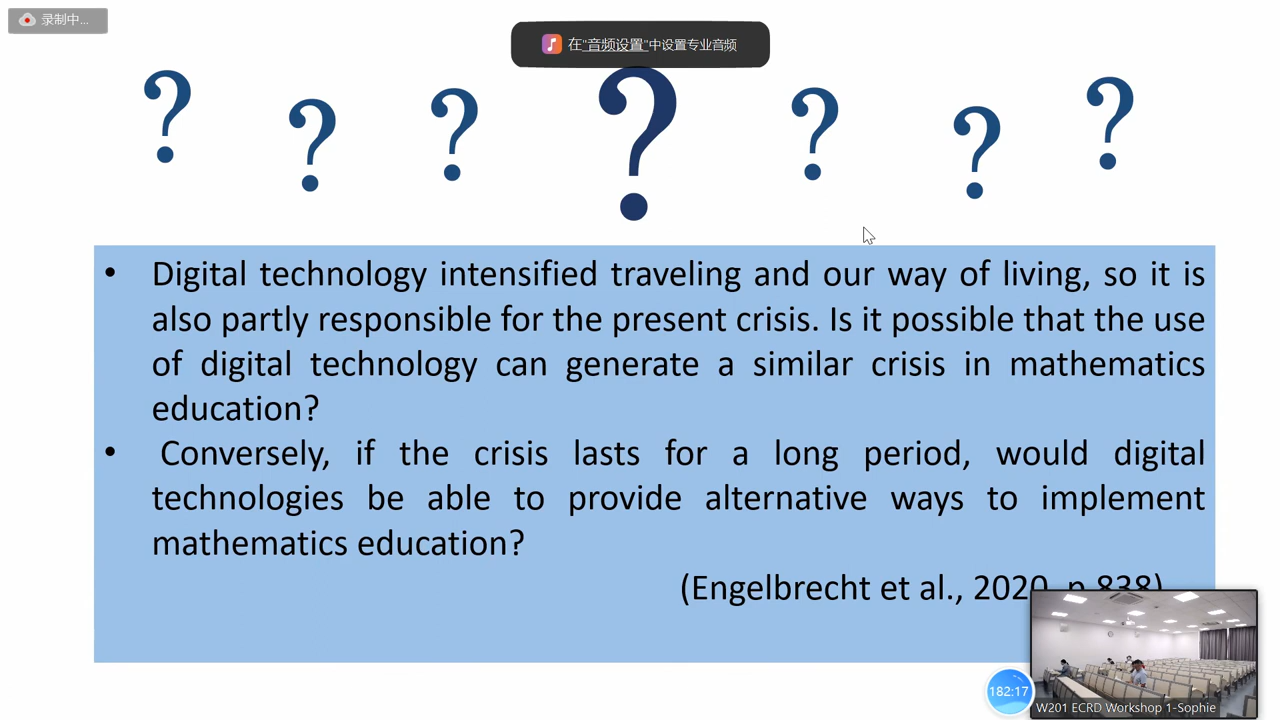 录制中...
在"音频设置"中设置专业音频
? ? ? ? ? ? ?
• Digital technology intensified traveling and our way of living, so it is
also partly responsible for the present crisis. Is it possible that the use
of digital technology can generate a similar crisis in mathematics
education?
• Conversely, if the crisis lasts for a long period, would digital
technologies be able to provide alternative ways to implement
mathematics education?
(Engelbrecht et al., 2020, p.838)
182:17
W201 ECRD Workshop 1-Sophie